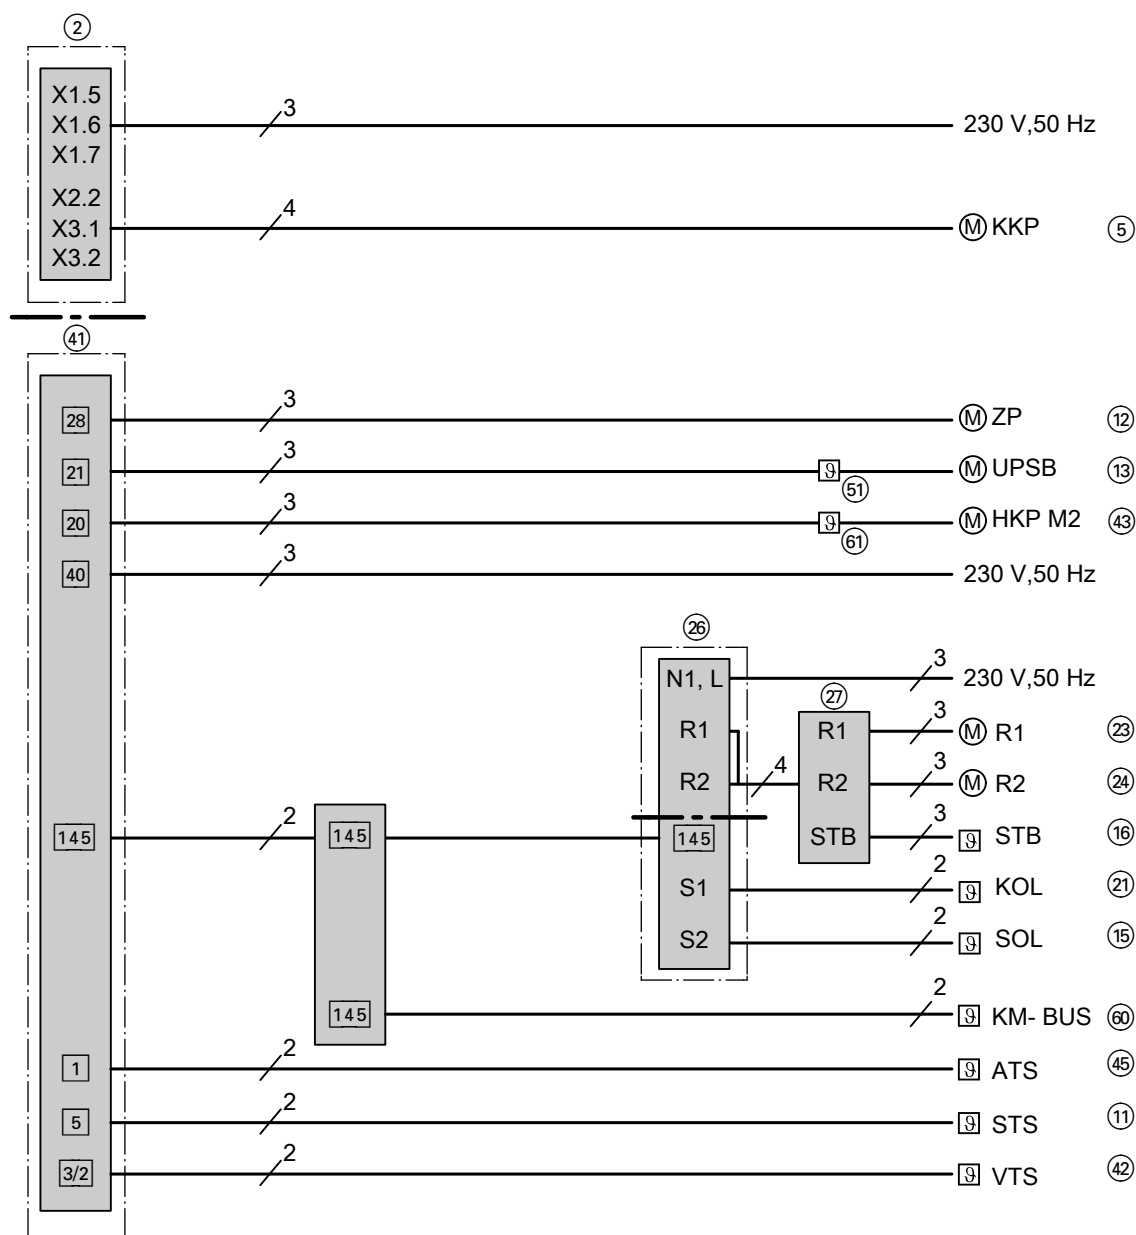 2
X1.5
X1.6 3 230 V,50 Hz
X1.7
X2.2
X3.1 4 M KKP 5
X3.2
41
28 3 M ZP 12
21 3 ϑ M UPSB 13
51
20 3 ϑ M HKP M2 43
61
40 3 230 V,50 Hz
26
N1, L 3 230 V,50 Hz
27
R1 R1 3 M R1 23
R2 4 R2 3 M R2 24
145 2 145 145 STB 3 ϑ STB 16
S1 2 ϑ KOL 21
S2 2 ϑ SOL 15
145 2 ϑ KM- BUS 60
1 2 ϑ ATS 45
5 2 ϑ STS 11
3/2 2 ϑ VTS 42